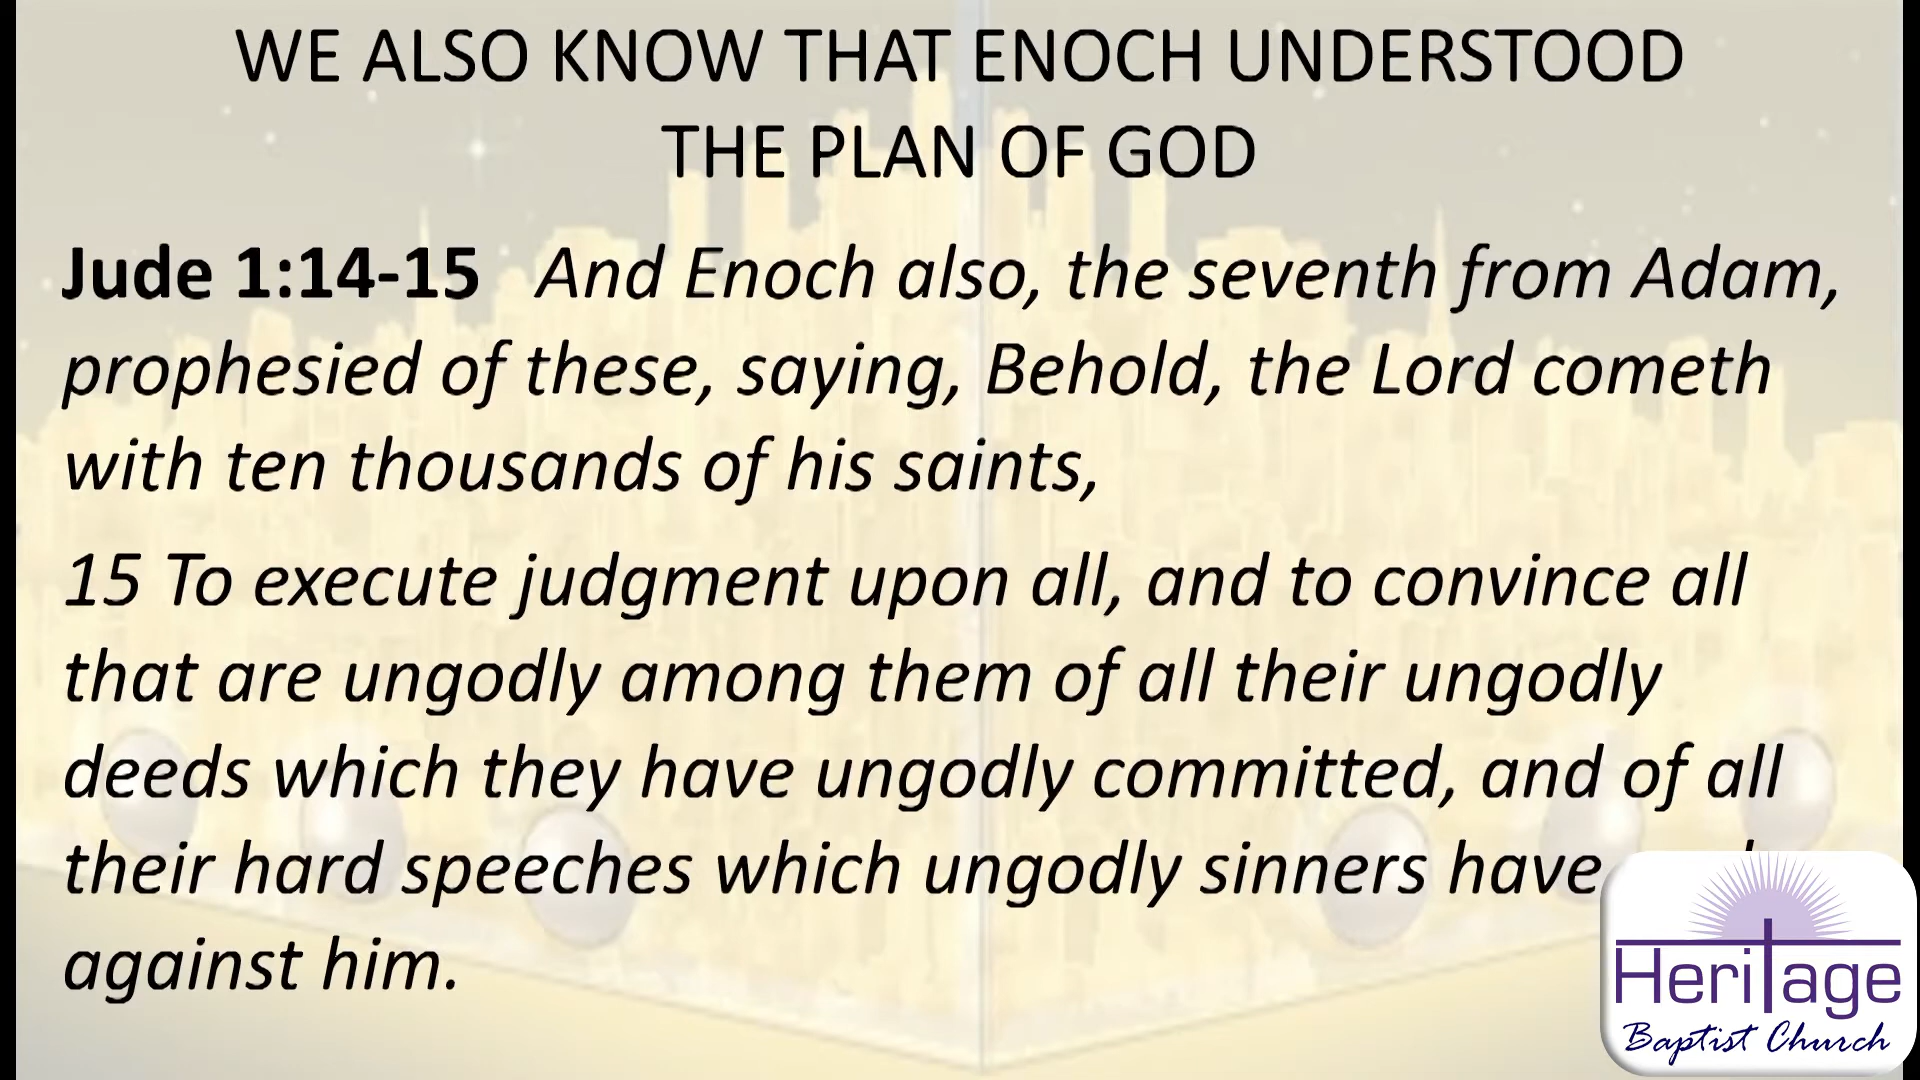 WE ALSO KNOW THAT ENOCH UNDERSTOOD
THE PLAN OF GOD
Jude 1:14-15 And Enoch also, the seventh from Adam,
prophesied of these, saying, Behold, the Lord cometh
with ten thousands of his saints,
15 To execute judgment upon all, and to convince all
that are ungodly among them of all their ungodly
deeds which they have ungodly committed, and of all
their hard speeches which ungodly sinners have
against him.
Heritage
Baptist Church